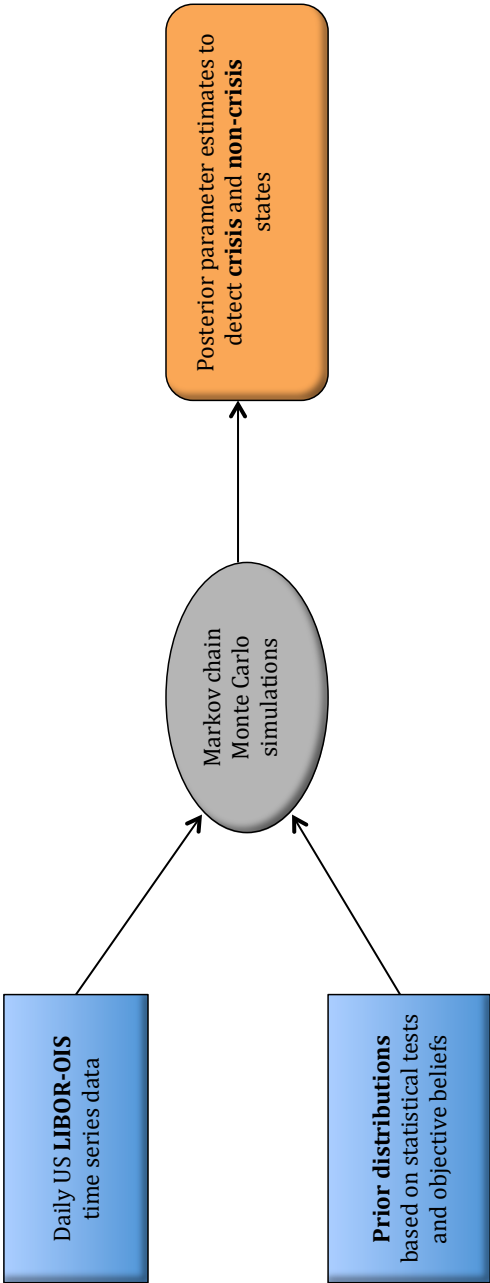 Daily US LIBOR-OIS
time series data
Prior distributions
based on statistical tests
and objective beliefs
Markov chain
Monte Carlo
simulations
Posterior parameter estimates to
detect crisis and non-crisis
states